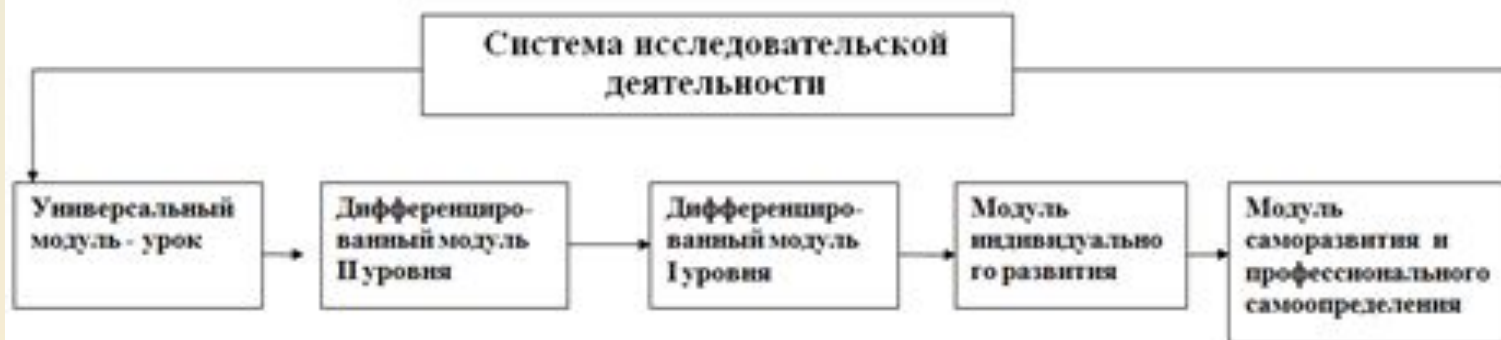 Система исследовательской
деятельности
Универсальный
модуль - урок
Дифференциро-
ванный модуль
II уровня
Дифференциро-
ванный модуль
I уровня
Модуль
индивидуально
го развития
Модуль
саморазвития и
профессионального
самоопределения